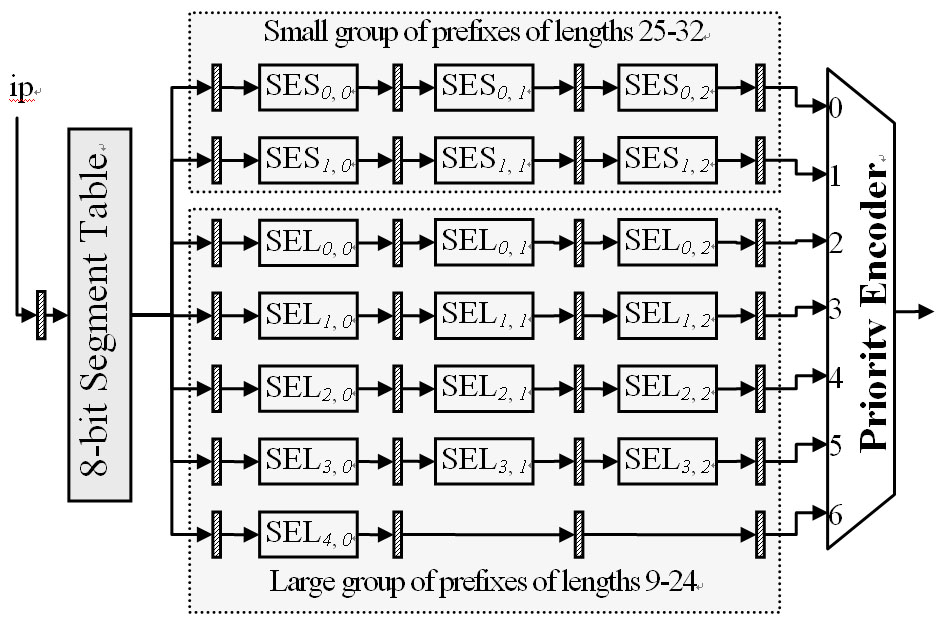 Small group of prefixes of lengths 25-32
ip
8-bit Segment Table
SES0, 0
SES0, 1
SES0, 2
0
SES1, 0
SES1, 1
SES1, 2
1
SEL0, 0
SEL0, 1
SEL0, 2
2
SEL1, 0
SEL1, 1
SEL1, 2
3
SEL2, 0
SEL2, 1
SEL2, 2
4
SEL3, 0
SEL3, 1
SEL3, 2
5
SEL4, 0
6
Priority Encoder
Large group of prefixes of lengths 9-24